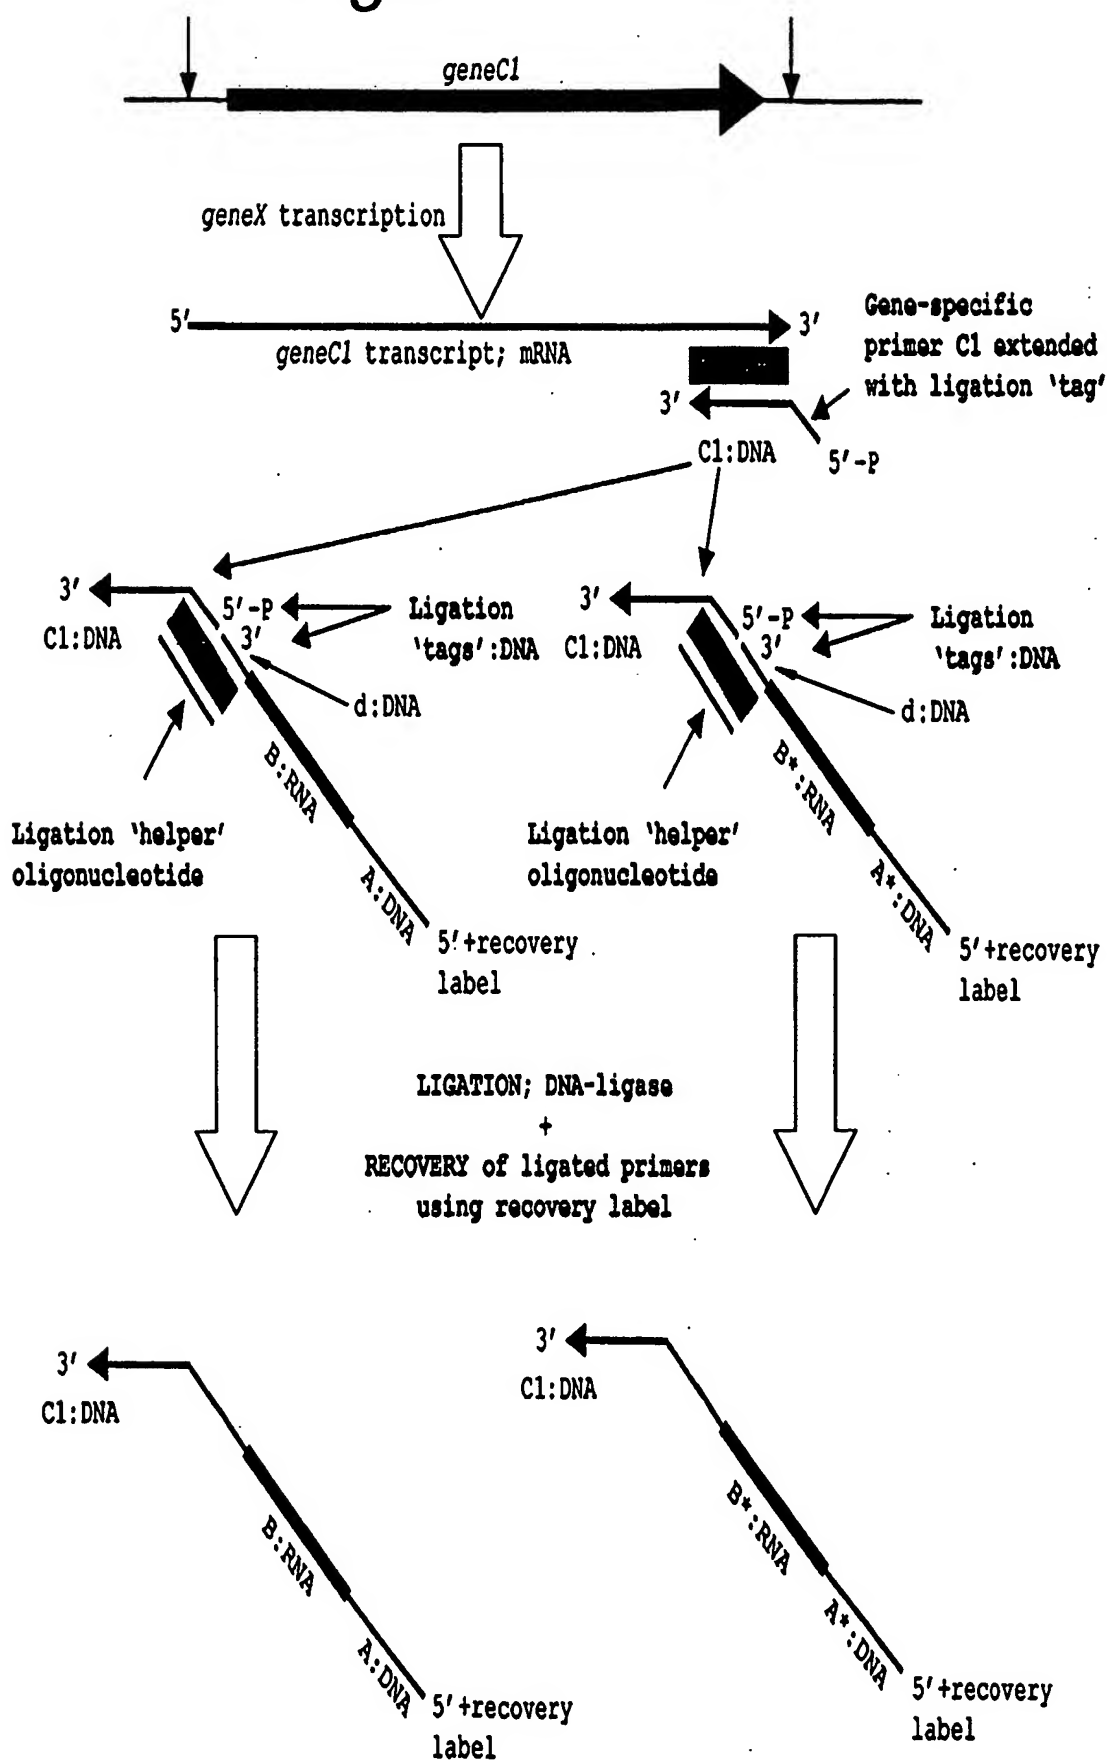 geneC1
geneX transcription
5'
3'
geneC1 transcript; mRNA
Gene-specific
primer C1 extended
with ligation 'tag'
3'
C1:DNA
5'-P
3'
C1:DNA
5'-P
3'
Ligation
'tags':DNA
d:DNA
B:RNA
A:DNA
Ligation 'helper'
oligonucleotide
5'+recovery
label
3'
C1:DNA
5'-P
3'
Ligation
'tags':DNA
d:DNA
B*:RNA
A*:DNA
Ligation 'helper'
oligonucleotide
5'+recovery
label
LIGATION; DNA-ligase
+
RECOVERY of ligated primers
using recovery label
3'
C1:DNA
B:RNA
A:DNA
5'+recovery
label
3'
C1:DNA
B*:RNA
A*:DNA
5'+recovery
label